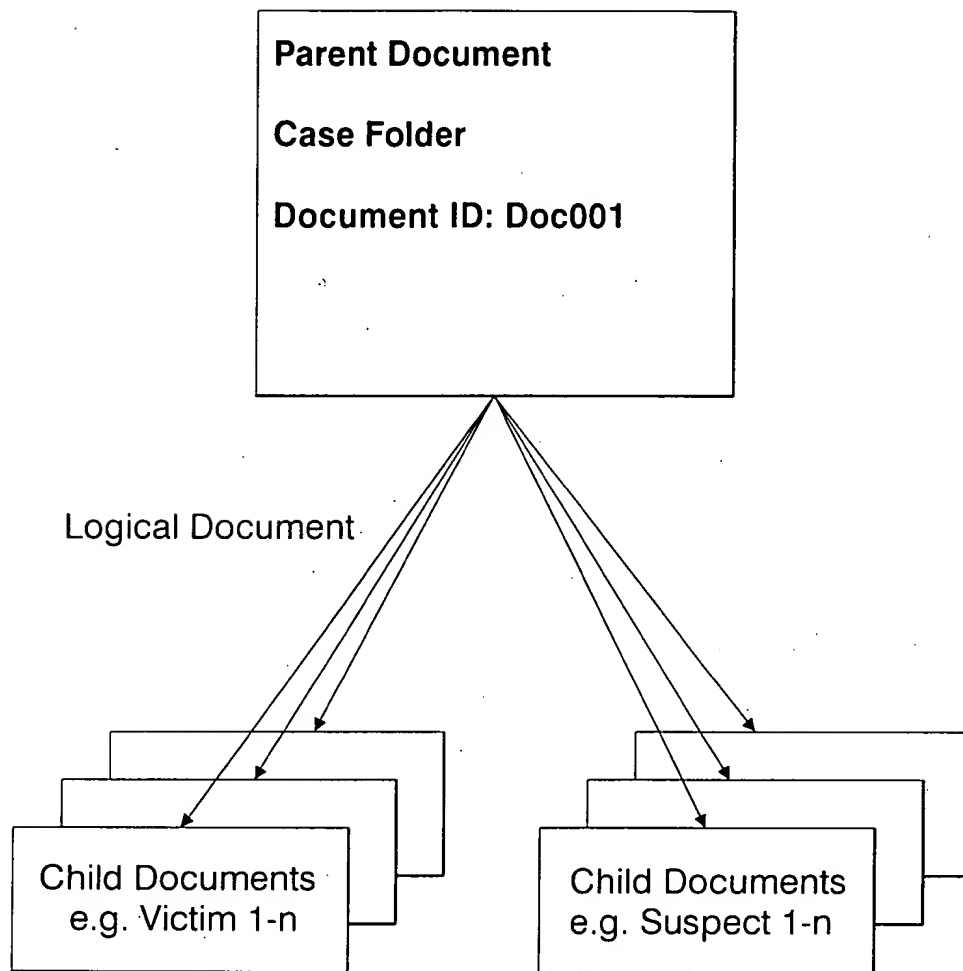 Parent Document
Case Folder
Document ID: Doc001
Logical Document
Child Documents
e.g. Victim 1-n
Child Documents
e.g. Suspect 1-n